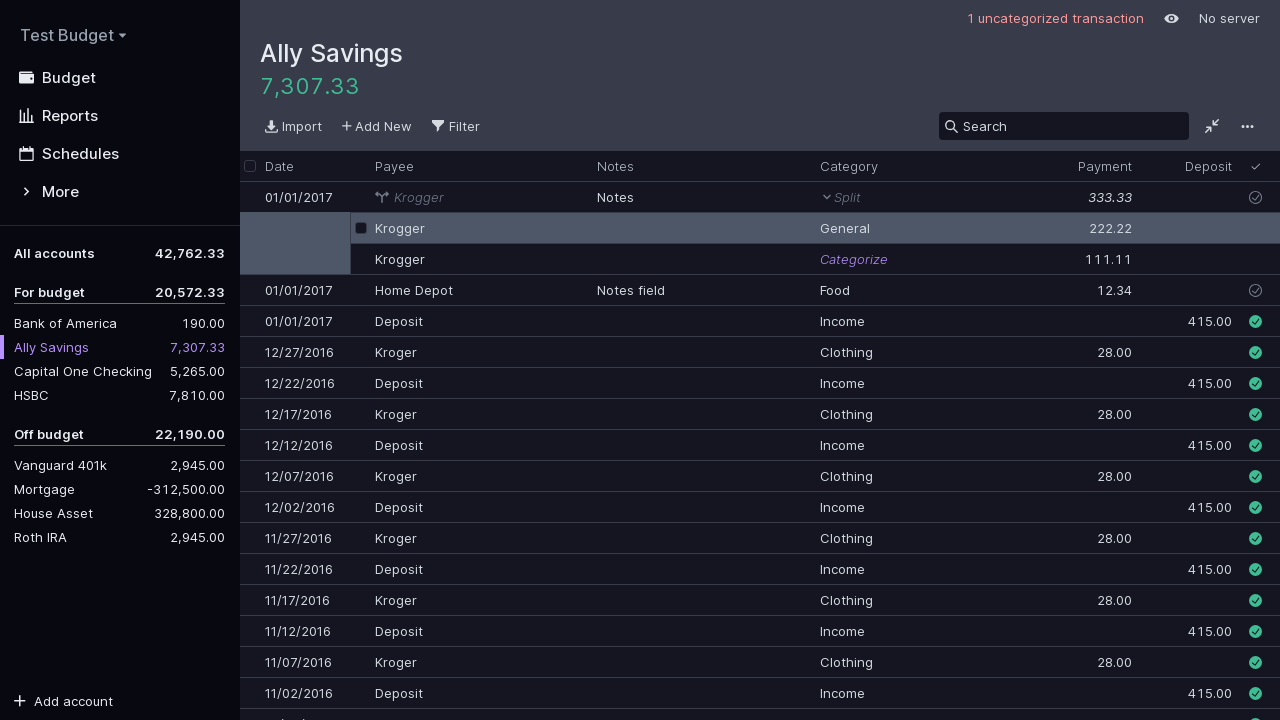 Test Budget
Budget
Reports
Schedules
More
All accounts 42,762.33
For budget 20,572.33
Bank of America 190.00
Ally Savings 7,307.33
Capital One Checking 5,265.00
HSBC 7,810.00
Off budget 22,190.00
Vanguard 401k 2,945.00
Mortgage -312,500.00
House Asset 328,800.00
Roth IRA 2,945.00
Add account
1 uncategorized transaction No server
Ally Savings
7,307.33
Import Add New Filter Search
Date Payee Notes Category Payment Deposit
01/01/2017 Krogger Notes Split 333.33
Krogger General 222.22
Krogger Categorize 111.11
01/01/2017 Home Depot Notes field Food 12.34
01/01/2017 Deposit Income 415.00
12/27/2016 Kroger Clothing 28.00
12/22/2016 Deposit Income 415.00
12/17/2016 Kroger Clothing 28.00
12/12/2016 Deposit Income 415.00
12/07/2016 Kroger Clothing 28.00
12/02/2016 Deposit Income 415.00
11/27/2016 Kroger Clothing 28.00
11/22/2016 Deposit Income 415.00
11/17/2016 Kroger Clothing 28.00
11/12/2016 Deposit Income 415.00
11/07/2016 Kroger Clothing 28.00
11/02/2016 Deposit Income 415.00